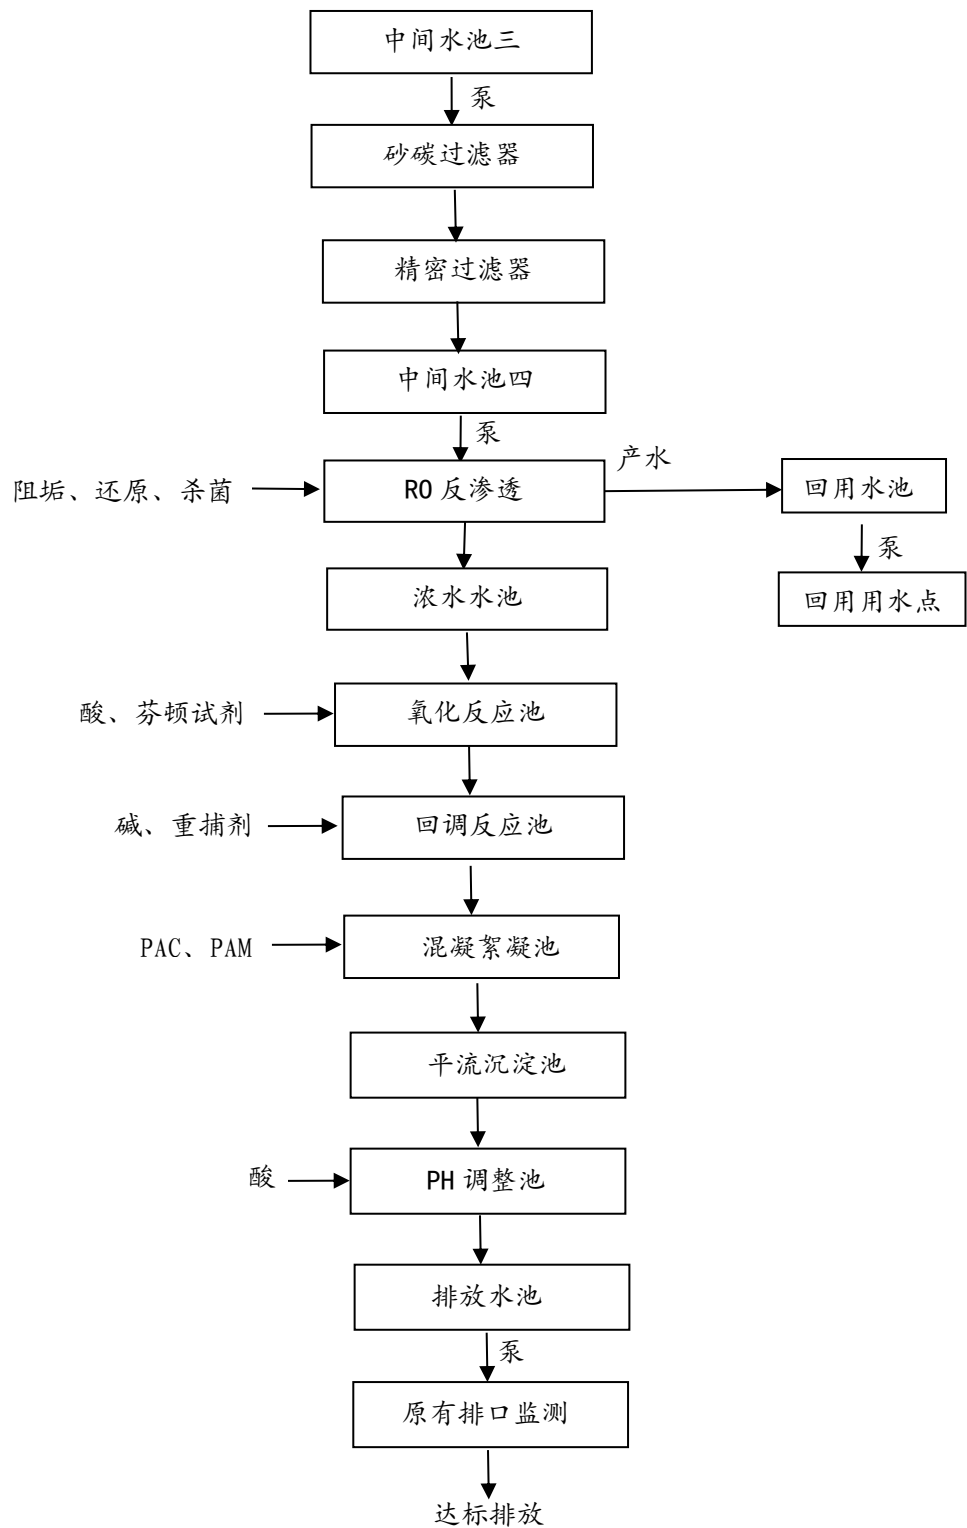 中间水池三
泵
砂碳过滤器
精密过滤器
中间水池四
泵
产水
阻垢、还原、杀菌
RO 反渗透
回用水池
泵
浓水水池
回用用水点
酸、芬顿试剂
氧化反应池
碱、重捕剂
回调反应池
PAC、PAM
混凝絮凝池
平流沉淀池
酸
PH 调整池
排放水池
泵
原有排口监测
达标排放